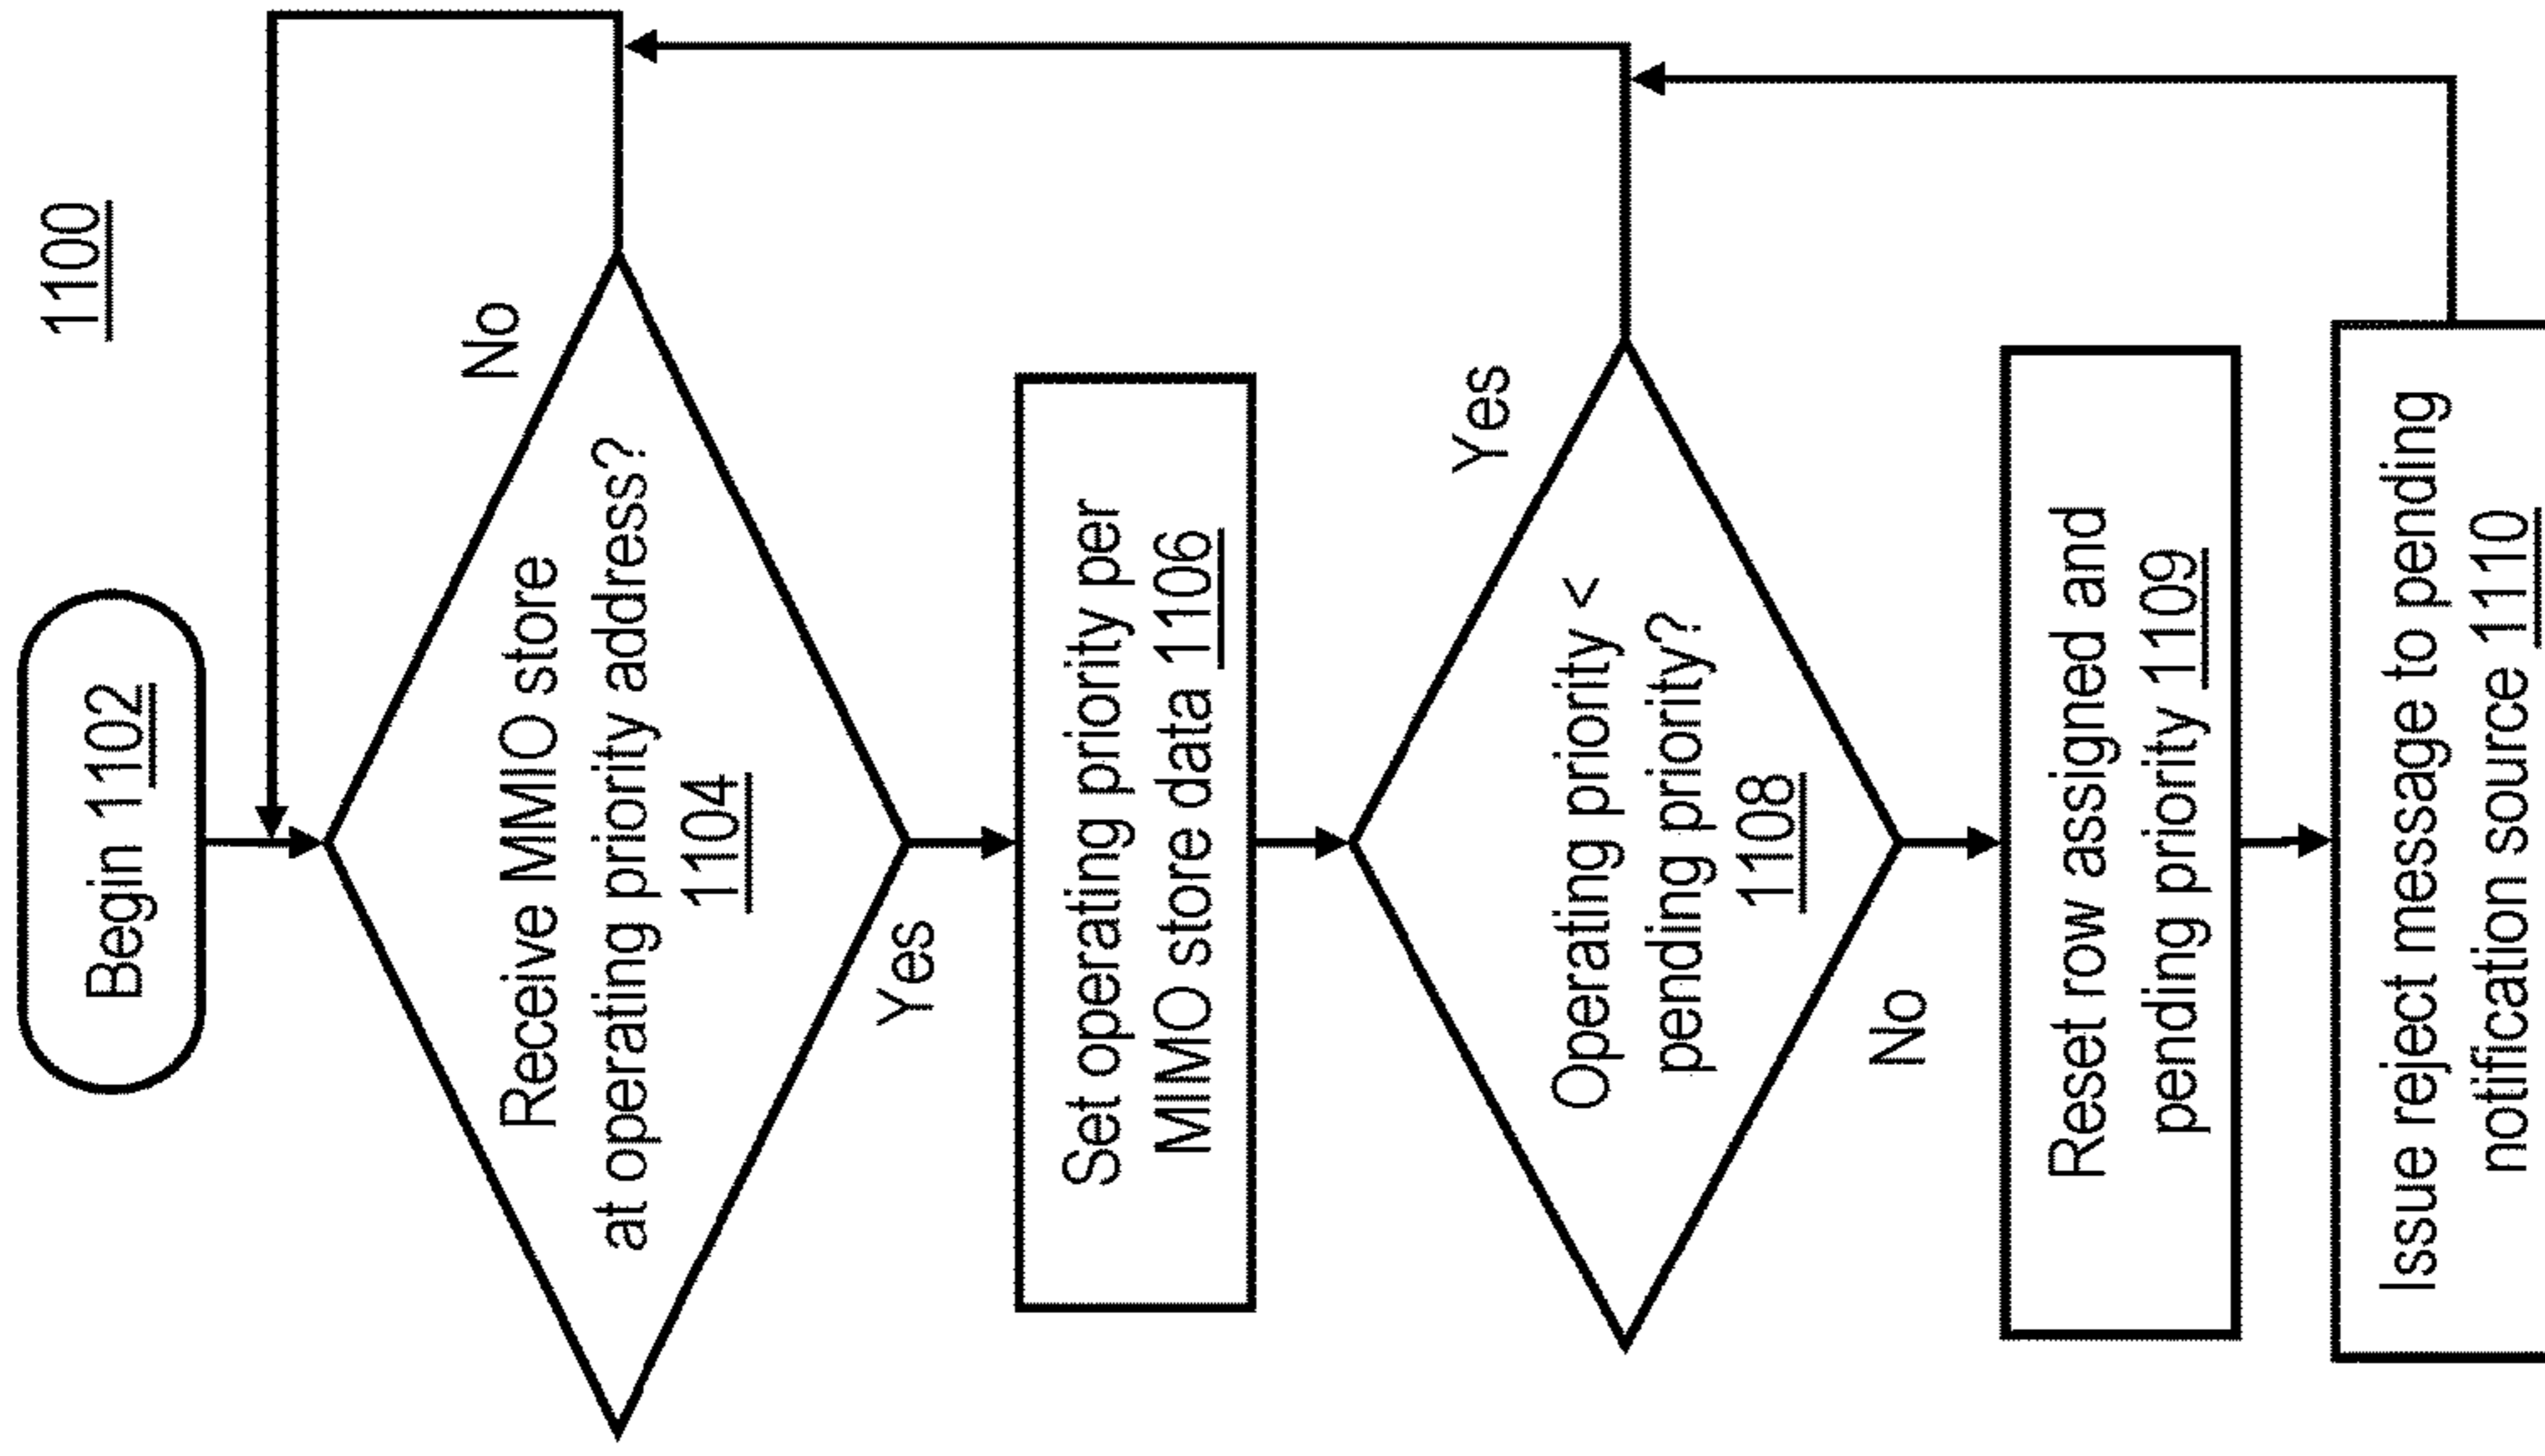 1100
Begin 1102
No
Receive MMIO store
at operating priority address?
1104
Yes
Set operating priority per
MIMO store data 1106
Yes
Operating priority <
pending priority?
1108
No
Reset row assigned and
pending priority 1109
Issue reject message to pending
notification source 1110